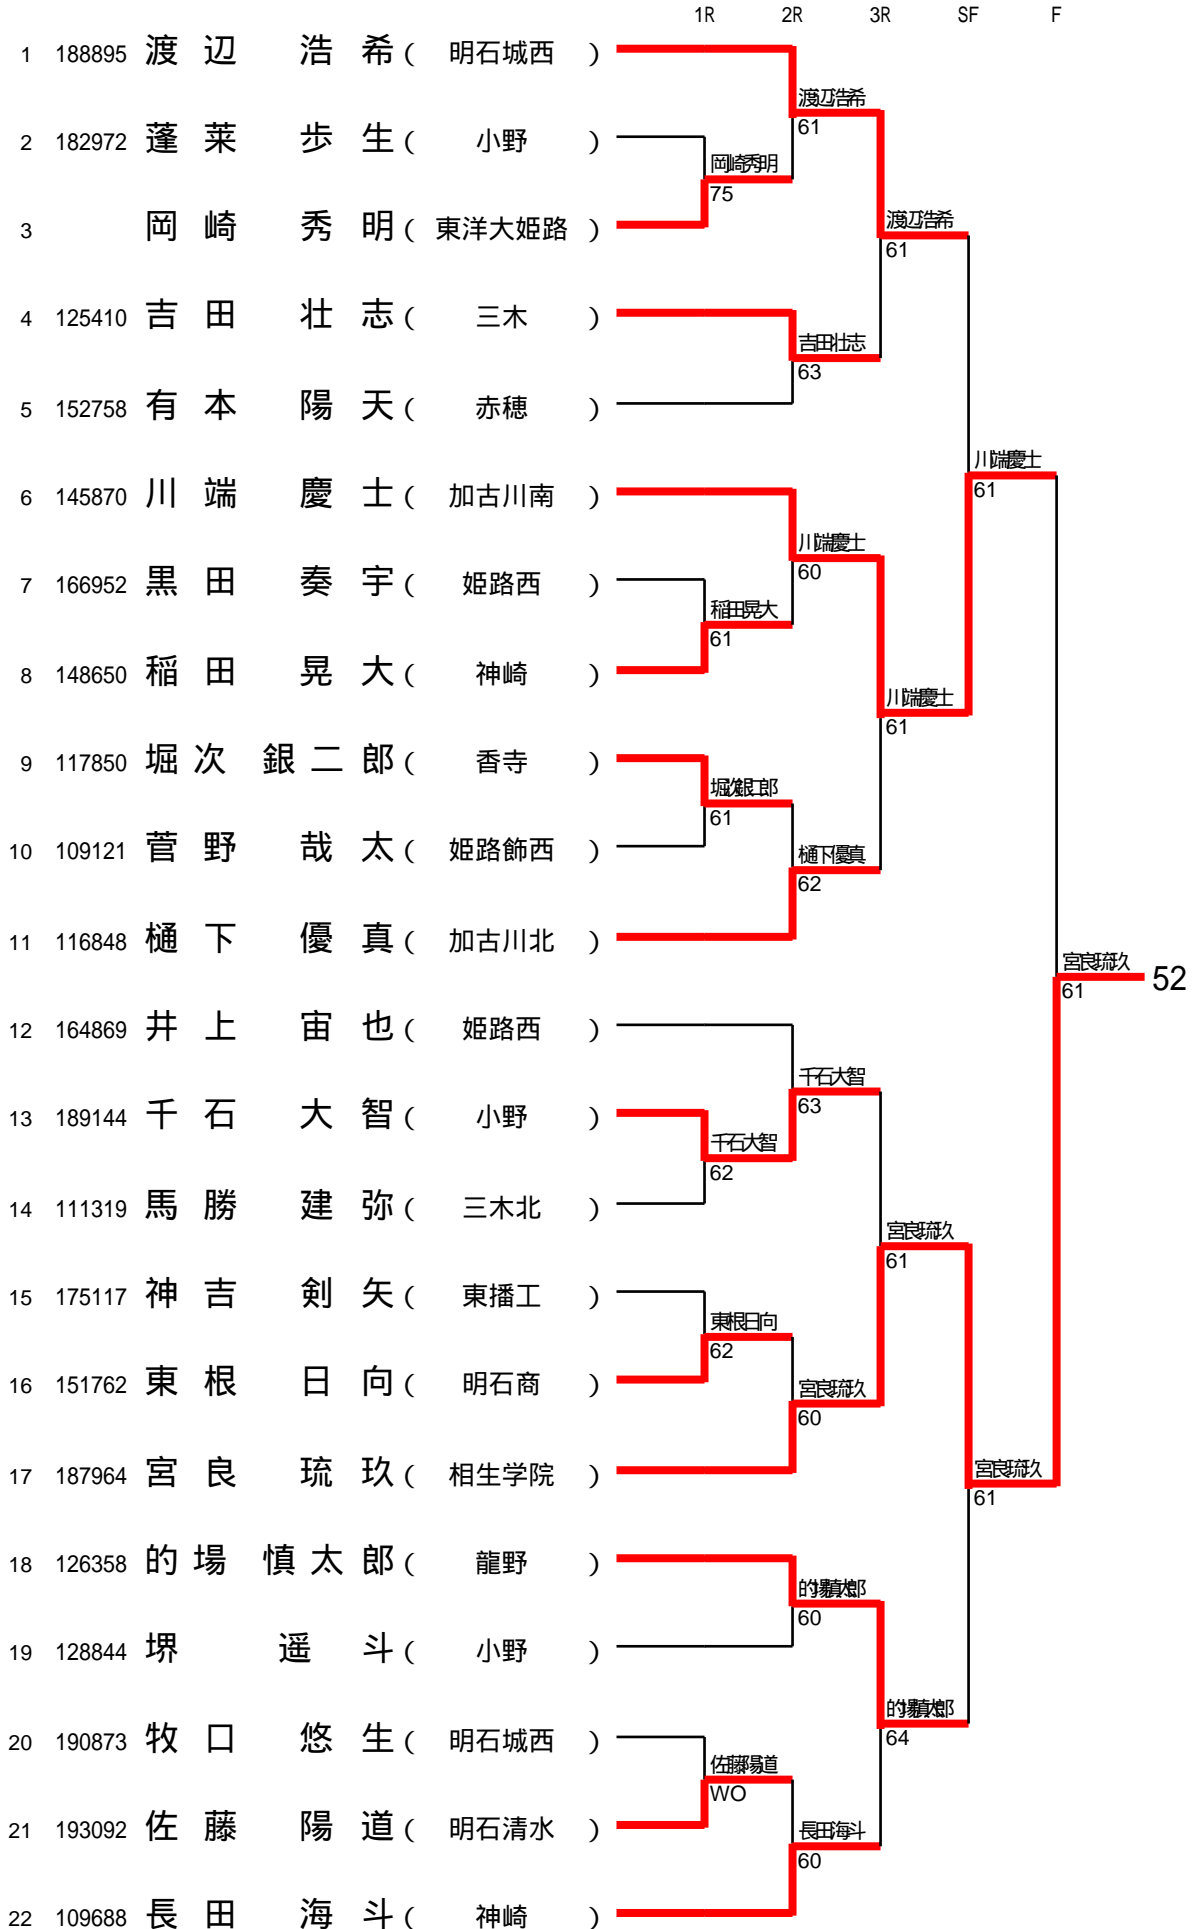 1R 2R 3R SF F
1 188895 渡辺 浩希 ( 明石城西 )
渡辺浩希
61
2 182972 蓬莱 歩生 ( 小野 )
岡崎秀明
75
3 岡崎 秀明 ( 東洋大姫路 )
渡辺浩希
61
4 125410 吉田 壮志 ( 三木 )
吉田壮志
63
5 152758 有本 陽天 ( 赤穂 )
川端慶士
61
6 145870 川端 慶士 ( 加古川南 )
川端慶士
60
7 166952 黒田 奏宇 ( 姫路西 )
稲田晃大
61
8 148650 稲田 晃大 ( 神崎 )
川端慶士
61
9 117850 堀次 銀二郎 ( 香寺 )
堀次銀二郎
61
10 109121 菅野 哉太 ( 姫路飾西 )
樋下優真
62
11 116848 樋下 優真 ( 加古川北 )
宮良琉玖
61
52
12 164869 井上 宙也 ( 姫路西 )
千石大智
63
13 189144 千石 大智 ( 小野 )
千石大智
62
14 111319 馬勝 建弥 ( 三木北 )
宮良琉玖
61
15 175117 神吉 剣矢 ( 東播工 )
東根日向
62
16 151762 東根 日向 ( 明石商 )
宮良琉玖
60
17 187964 宮良 琉玖 ( 相生学院 )
宮良琉玖
61
18 126358 的場 慎太郎 ( 龍野 )
的場慎太郎
60
19 128844 堺 遥斗 ( 小野 )
的場慎太郎
64
20 190873 牧口 悠生 ( 明石城西 )
佐藤陽道
WO
21 193092 佐藤 陽道 ( 明石清水 )
長田海斗
60
22 109688 長田 海斗 ( 神崎 )